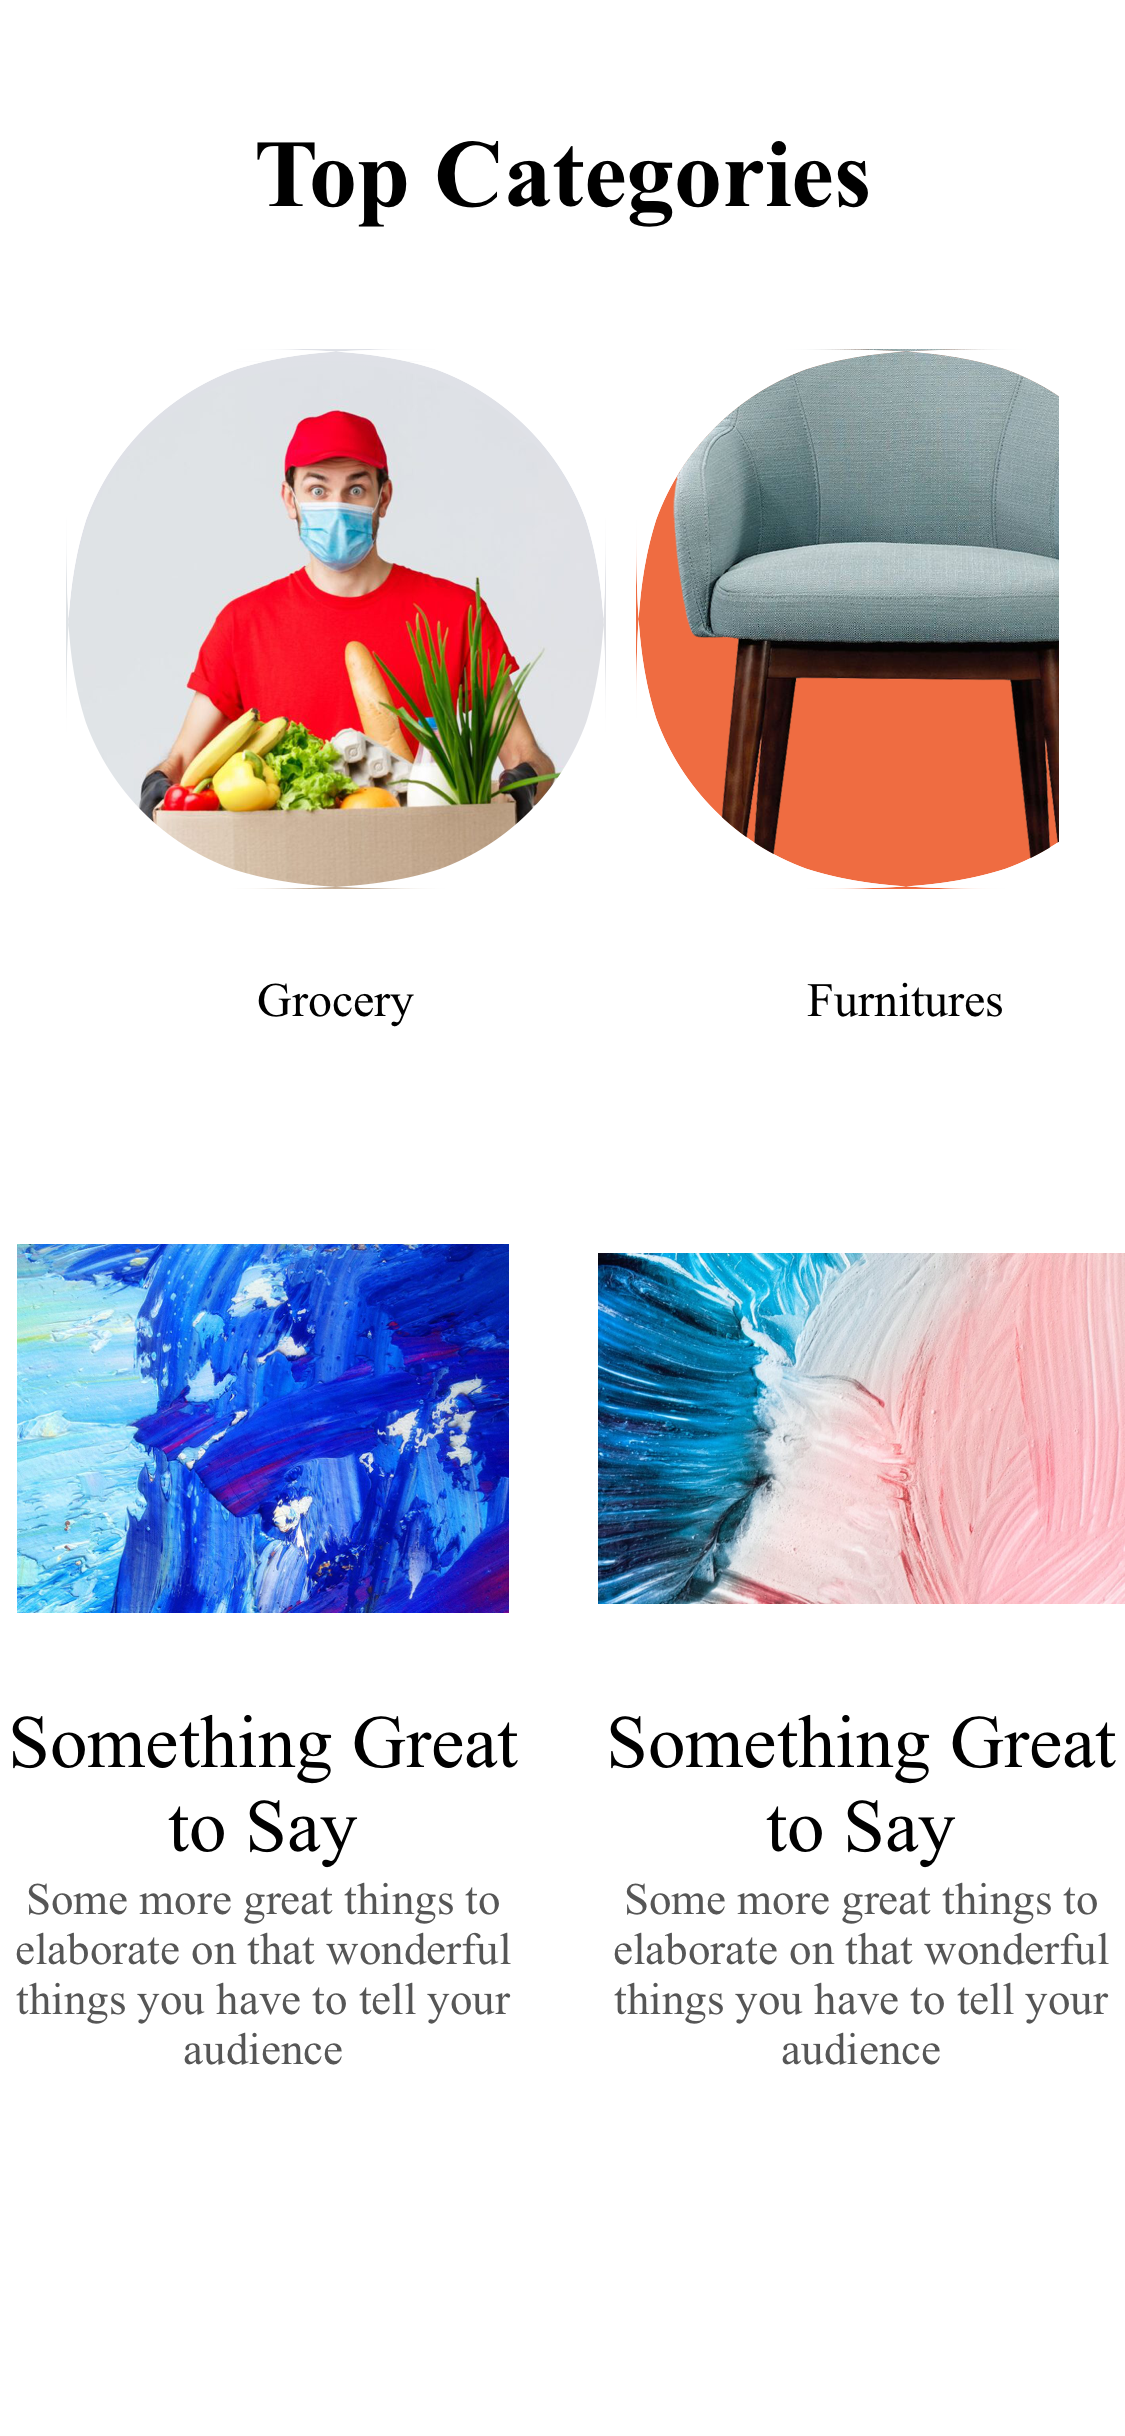 Top Categories
Grocery
Furnitures
Something Great
to Say
Some more great things to
elaborate on that wonderful
things you have to tell your
audience
Something Great
to Say
Some more great things to
elaborate on that wonderful
things you have to tell your
audience